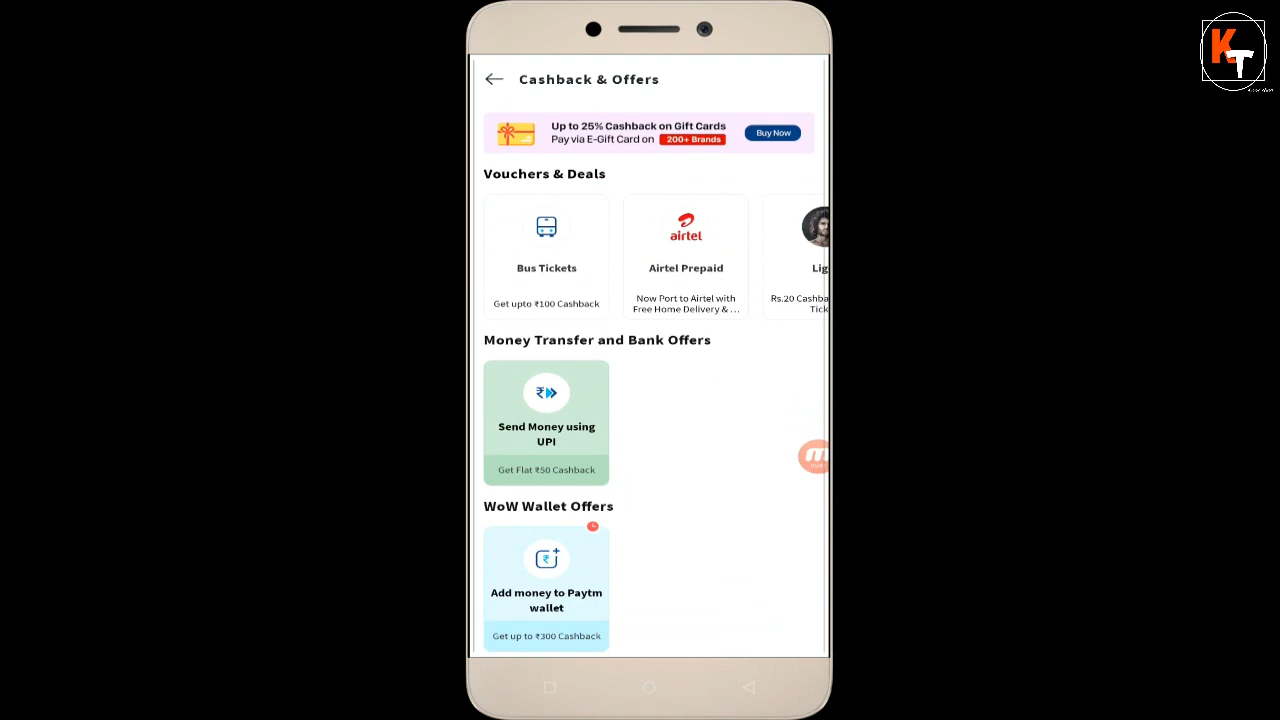 KT
Cashback & Offers
Up to 25% Cashback on Gift Cards
Pay via E-Gift Card on 200+ Brands
Buy Now
Vouchers & Deals
airtel
Bus Tickets
Airtel Prepaid
Lig
Get upto ₹100 Cashback
Now Port to Airtel with
Free Home Delivery & ...
Rs.20 Cashba
Tick
Money Transfer and Bank Offers
₹
Send Money using
UPI
Get Flat ₹50 Cashback
WoW Wallet Offers
₹
Add money to Paytm
wallet
Get up to ₹300 Cashback